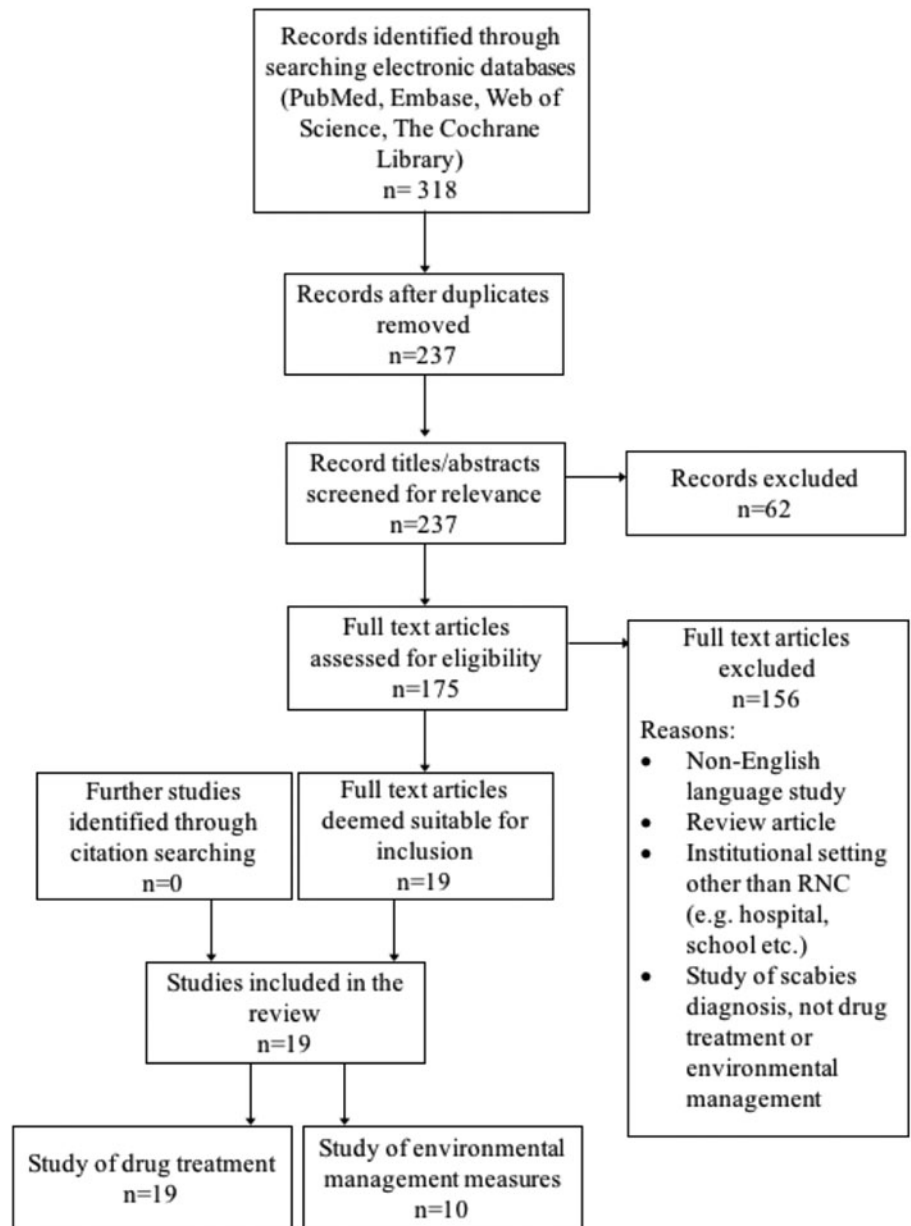 Records identified through
searching electronic databases
(PubMed, Embase, Web of
Science, The Cochrane
Library)
n= 318
Records after duplicates
removed
n=237
Record titles/abstracts
screened for relevance
n=237
Records excluded
n=62
Full text articles
assessed for eligibility
n=175
Full text articles
excluded
n=156
Reasons:
• Non-English
language study
• Review article
• Institutional setting
other than RNC
(e.g. hospital,
school etc.)
• Study of scabies
diagnosis, not drug
treatment or
environmental
management
Further studies
identified through
citation searching
n=0
Full text articles
deemed suitable for
inclusion
n=19
Studies included in the
review
n=19
Study of drug treatment
n=19
Study of environmental
management measures
n=10